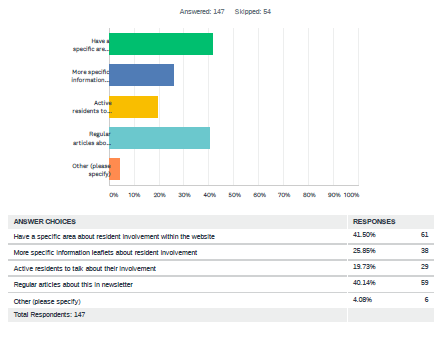 Answered: 147 Skipped: 54
Have a
specific are...
More specific
information...
Active
residents to...
Regular
articles abo...
Other (please
specify)
0% 10% 20% 30% 40% 50% 60% 70% 80% 90% 100%
ANSWER CHOICES RESPONSES
Have a specific area about resident involvement within the website 41.50% 61
More specific information leaflets about resident involvement 25.85% 38
Active residents to talk about their involvement 19.73% 29
Regular articles about this in newsletter 40.14% 59
Other (please specify) 4.08% 6
Total Respondents: 147